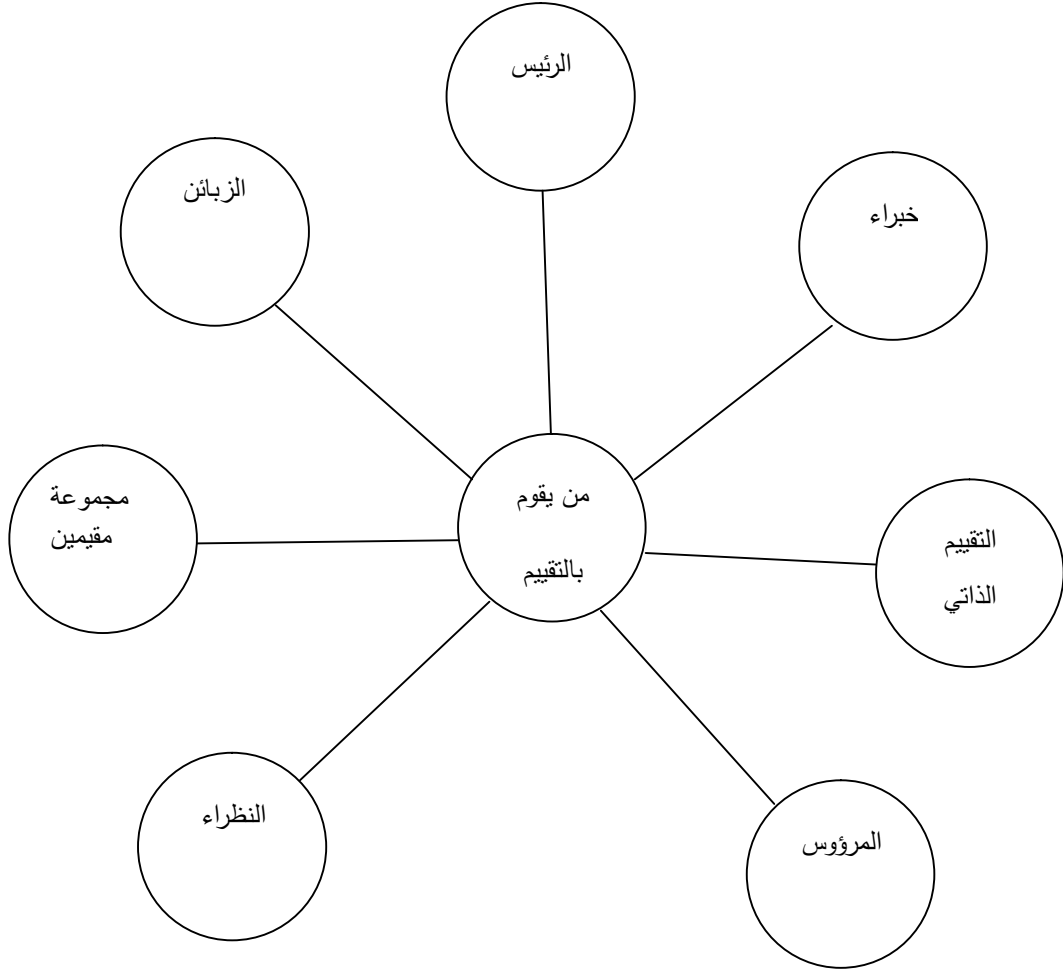 الرئيس
خبراء
الزبائن
من يقوم
بالتقييم
مجموعة
مقيمين
التقييم
الذاتي
النظراء
المرؤوس